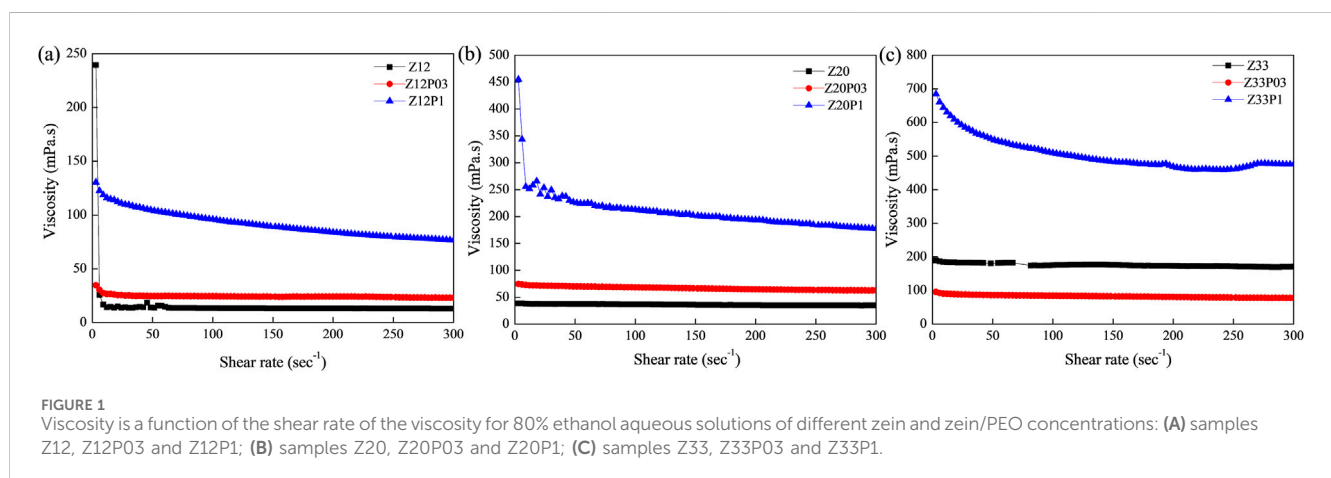 (a)
250
200
150
100
50
0
0 50 100 150 200 250 300
Viscosity (mPa.s)
Shear rate (sec⁻¹)
Z12
Z12P03
Z12P1
(b)
500
450
400
350
300
250
200
150
100
50
0
0 50 100 150 200 250 300
Viscosity (mPa.s)
Shear rate (sec⁻¹)
Z20
Z20P03
Z20P1
(c)
800
700
600
500
400
300
200
100
0
0 50 100 150 200 250 300
Viscosity (mPa.s)
Shear rate (sec⁻¹)
Z33
Z33P03
Z33P1
FIGURE 1
Viscosity is a function of the shear rate of the viscosity for 80% ethanol aqueous solutions of different zein and zein/PEO concentrations: (A) samples
Z12, Z12P03 and Z12P1; (B) samples Z20, Z20P03 and Z20P1; (C) samples Z33, Z33P03 and Z33P1.